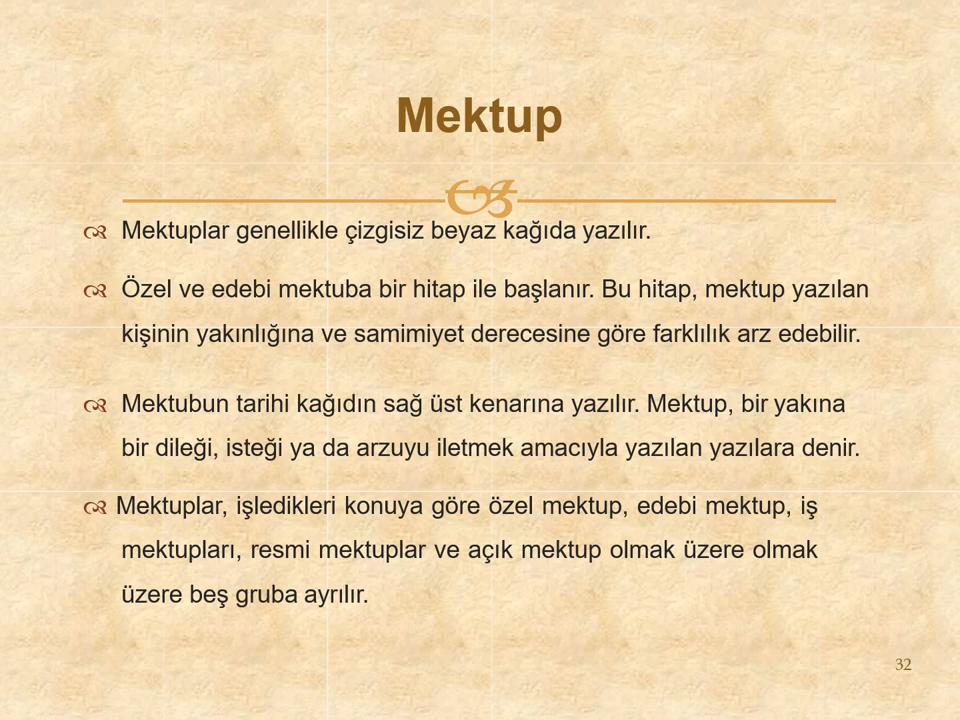 Mektup
Mektuplar genellikle çizgisiz beyaz kağıda yazılır.
Özel ve edebi mektuba bir hitap ile başlanır. Bu hitap, mektup yazılan
kişinin yakınlığına ve samimiyet derecesine göre farklılık arz edebilir.
Mektubun tarihi kağıdın sağ üst kenarına yazılır. Mektup, bir yakına
bir dileği, isteği ya da arzuyu iletmek amacıyla yazılan yazılara denir.
Mektuplar, işledikleri konuya göre özel mektup, edebi mektup, iş
mektupları, resmi mektuplar ve açık mektup olmak üzere olmak
üzere beş gruba ayrılır.
32